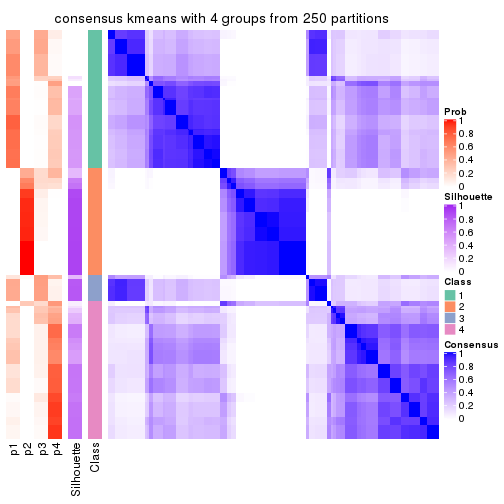 consensus kmeans with 4 groups from 250 partitions
Prob
1
0.8
0.6
0.4
0.2
0
Silhouette
1
0.8
0.6
0.4
0.2
0
Class
1
2
3
4
Consensus
1
0.8
0.6
0.4
0.2
0
p1
p2
p3
p4
Silhouette
Class